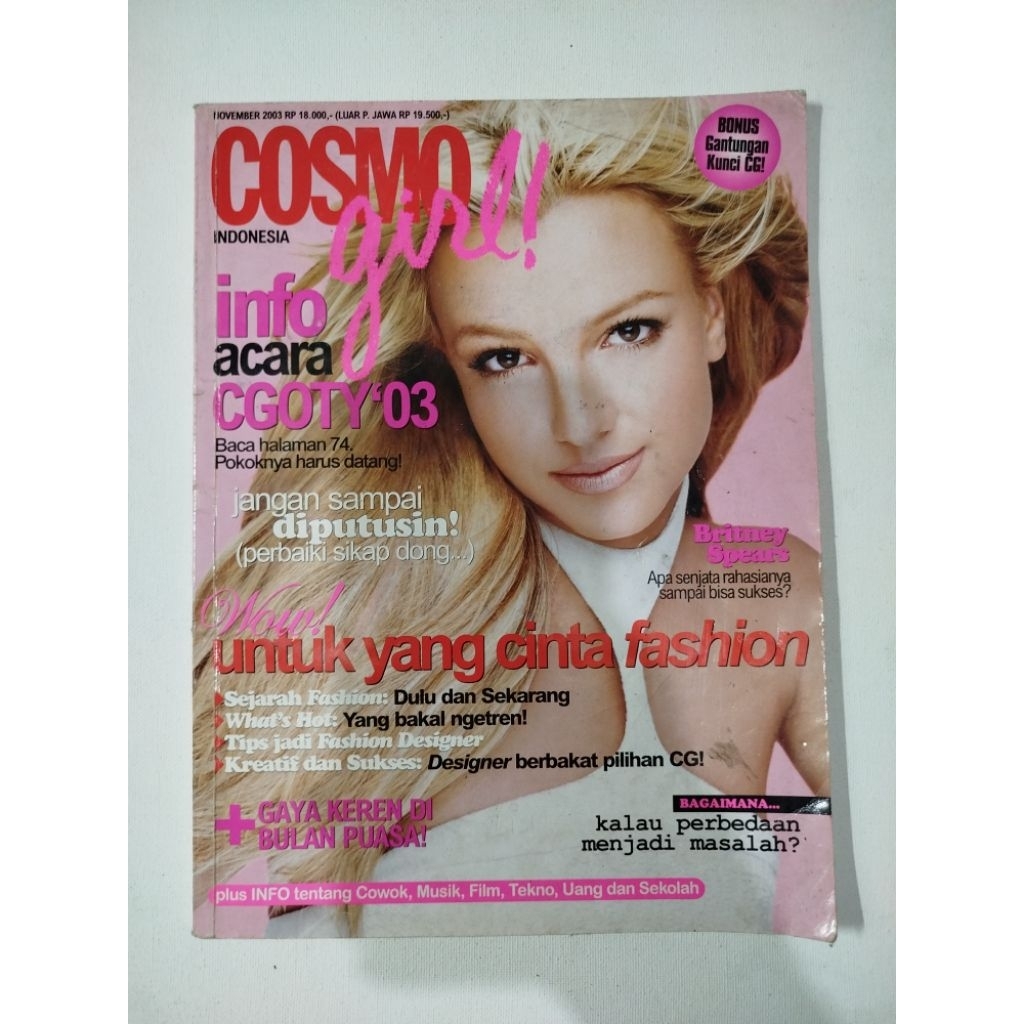 NOVEMBER 2003 RP 18.000,- (LUAR P. JAWA RP 19.500,-)
COSMO
girl!
INDONESIA
BONUS
Gantungan
Kunci CG!
info
acara
CGOTY'03
Baca halaman 74.
Pokoknya harus datang!
jangan sampai
diputusin!
(perbaiki sikap dong...)
Britney
Spears
Apa senjata rahasianya
sampai bisa sukses?
Wow!
untuk yang cinta fashion
Sejarah Fashion: Dulu dan Sekarang
What's Hot: Yang bakal ngetren!
Tips jadi Fashion Designer
Kreatif dan Sukses: Designer berbakat pilihan CG!
+ GAYA KEREN DI
BULAN PUASA!
BAGAIMANA...
kalau perbedaan
menjadi masalah?
plus INFO tentang Cowok, Musik, Film, Tekno, Uang dan Sekolah